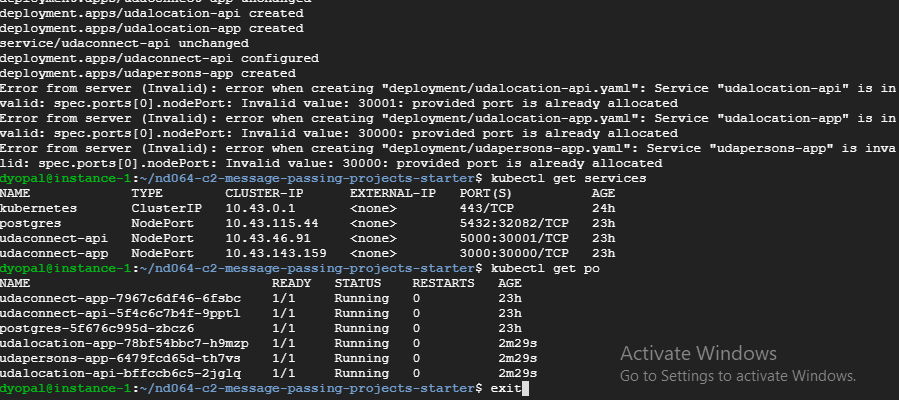 deployment.apps/udaconnect-app unchanged
deployment.apps/udalocation-api created
deployment.apps/udalocation-app created
service/udaconnect-api unchanged
deployment.apps/udaconnect-api configured
deployment.apps/udapersons-app created
Error from server (Invalid): error when creating "deployment/udalocation-api.yaml": Service "udalocation-api" is in
valid: spec.ports[0].nodePort: Invalid value: 30001: provided port is already allocated
Error from server (Invalid): error when creating "deployment/udalocation-app.yaml": Service "udalocation-app" is in
valid: spec.ports[0].nodePort: Invalid value: 30000: provided port is already allocated
Error from server (Invalid): error when creating "deployment/udapersons-app.yaml": Service "udapersons-app" is inva
lid: spec.ports[0].nodePort: Invalid value: 30000: provided port is already allocated
dyopal@instance-1:~/nd064-c2-message-passing-projects-starter$ kubectl get services
NAME TYPE CLUSTER-IP EXTERNAL-IP PORT(S) AGE
kubernetes ClusterIP 10.43.0.1 <none> 443/TCP 24h
postgres NodePort 10.43.115.44 <none> 5432:32082/TCP 23h
udaconnect-api NodePort 10.43.46.91 <none> 5000:30001/TCP 23h
udaconnect-app NodePort 10.43.143.159 <none> 3000:30000/TCP 23h
dyopal@instance-1:~/nd064-c2-message-passing-projects-starter$ kubectl get po
NAME READY STATUS RESTARTS AGE
udaconnect-app-7967c6df46-6fsbc 1/1 Running 0 23h
udaconnect-api-5f4c6c7b4f-9pptl 1/1 Running 0 23h
postgres-5f676c995d-zbcz6 1/1 Running 0 23h
udalocation-app-78bf54bbc7-h9mzp 1/1 Running 0 2m29s
udapersons-app-6479fcd65d-th7vs 1/1 Running 0 2m29s
udalocation-api-bffccb6c5-2jglq 1/1 Running 0 2m29s
dyopal@instance-1:~/nd064-c2-message-passing-projects-starter$ exit
Activate Windows
Go to Settings to activate Windows.